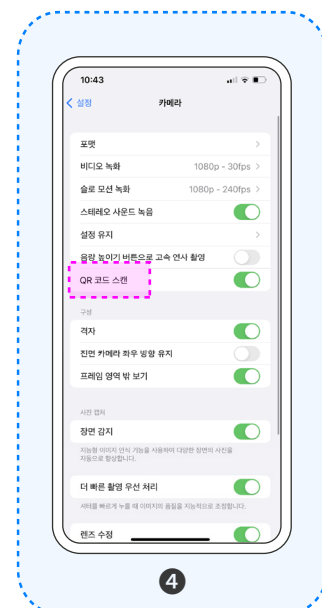 10:43
설정
카메라
포맷
비디오 녹화 1080p - 30fps
슬로 모션 녹화 1080p - 240fps
스테레오 사운드 녹음
설정 유지
음량 높이기 버튼으로 고속 연사 촬영
QR 코드 스캔
구성
격자
전면 카메라 좌우 방향 유지
프레임 영역 밖 보기
사진 캡처
장면 감지
지능형 이미지 인식 기능을 사용하여 다양한 장면의 사진을
자동으로 향상합니다.
더 빠른 촬영 우선 처리
셔터를 빠르게 누를 때 이미지의 품질을 지능적으로 조정합니다.
렌즈 수정
4